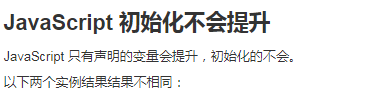 JavaScript 初始化不会提升
JavaScript 只有声明的变量会提升，初始化的不会。
以下两个实例结果结果不相同：